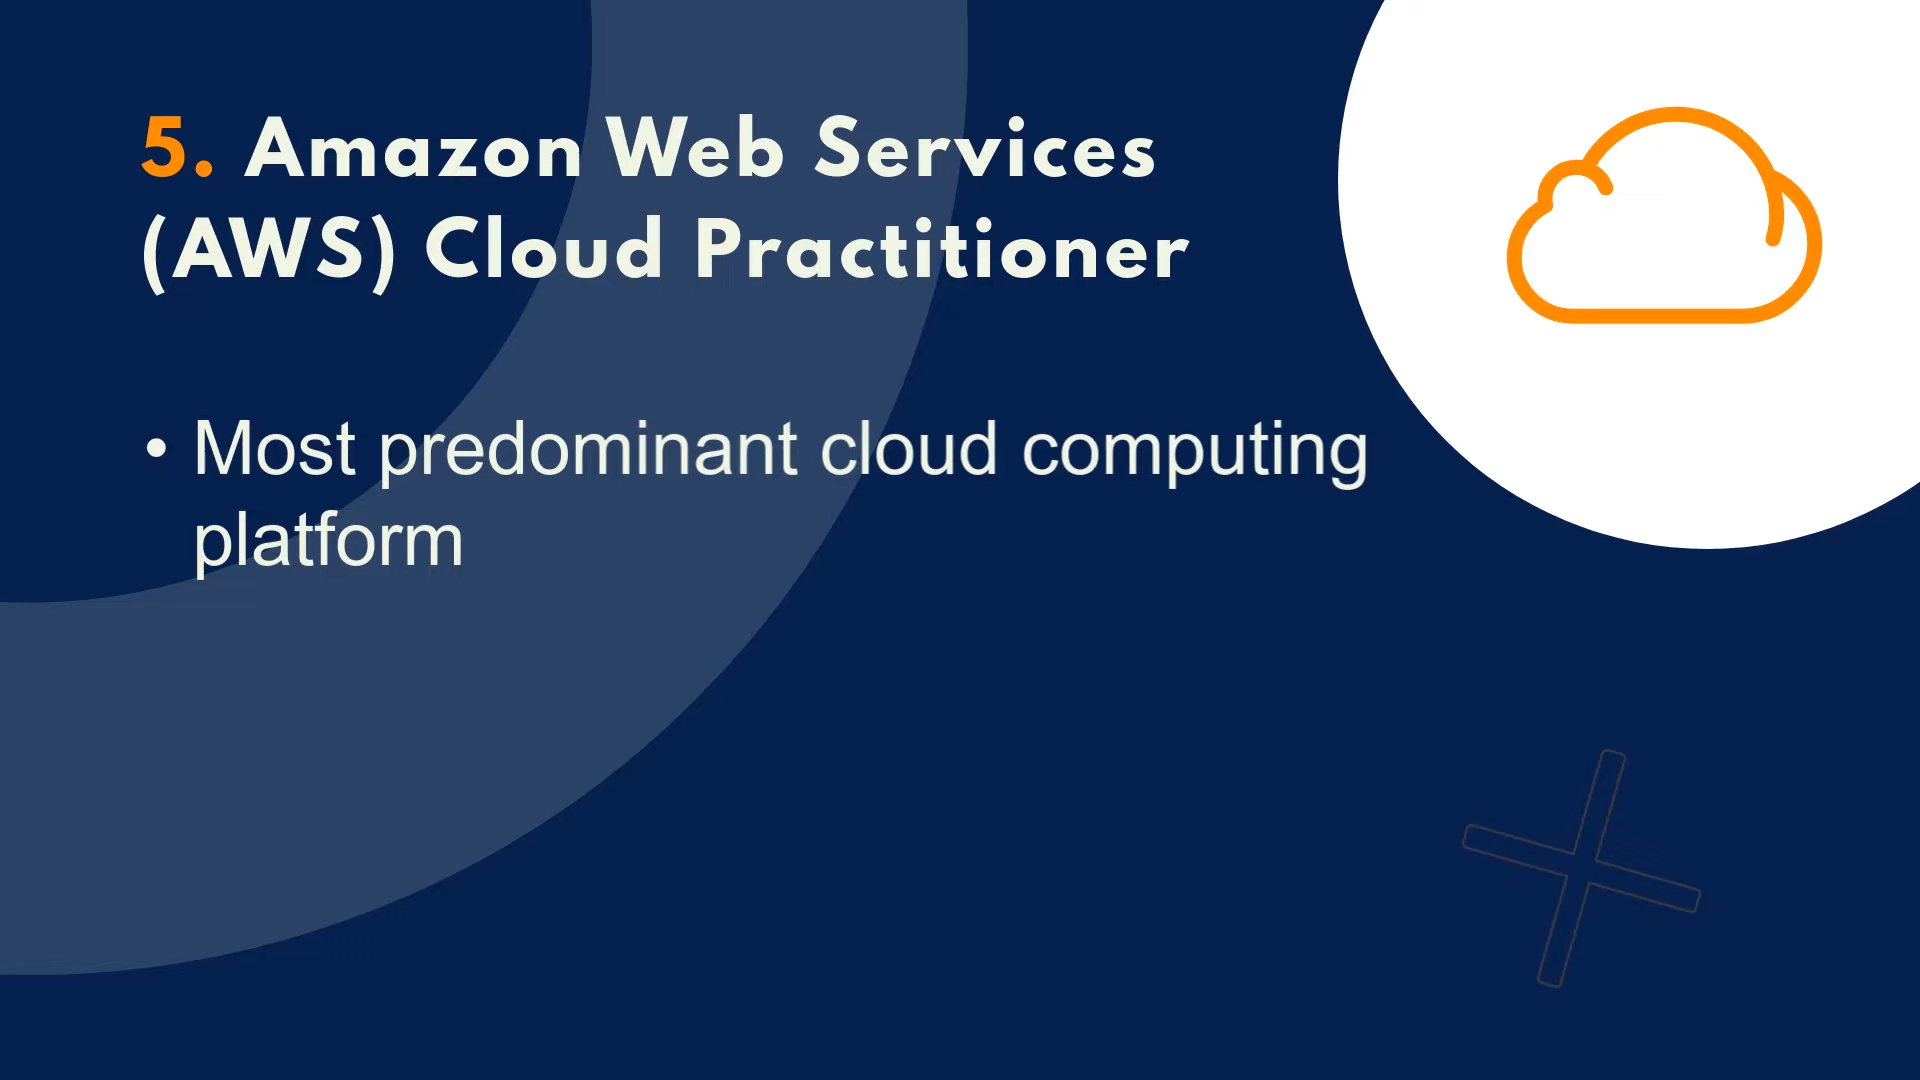 5. Amazon Web Services
(AWS) Cloud Practitioner
• Most predominant cloud computing
platform